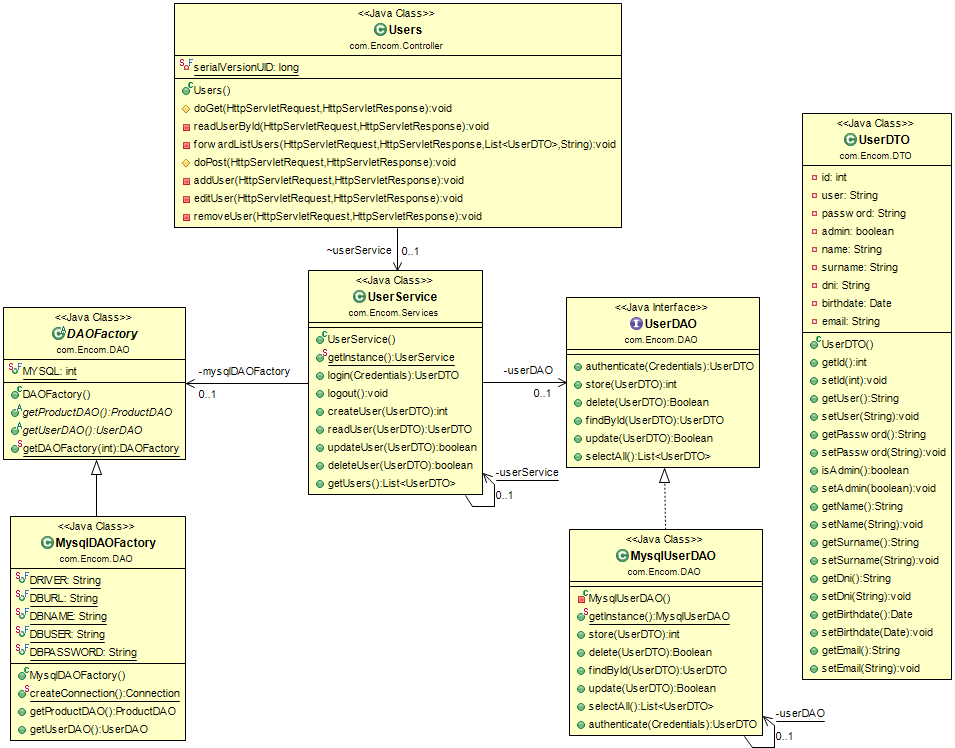 <<Java Class>>
Users
com.Encom.Controller
serialVersionUID: long
Users()
doGet(HttpServletRequest,HttpServletResponse):void
readUserById(HttpServletRequest,HttpServletResponse):void
forwardListUsers(HttpServletRequest,HttpServletResponse,List<UserDTO>,String):void
doPost(HttpServletRequest,HttpServletResponse):void
addUser(HttpServletRequest,HttpServletResponse):void
editUser(HttpServletRequest,HttpServletResponse):void
removeUser(HttpServletRequest,HttpServletResponse):void
~userService
0..1
<<Java Class>>
UserService
com.Encom.Services
UserService()
getInstance():UserService
login(Credentials):UserDTO
logout():void
createUser(UserDTO):int
readUser(UserDTO):UserDTO
updateUser(UserDTO):boolean
deleteUser(UserDTO):boolean
getUsers():List<UserDTO>
-userService
0..1
-mysqlDAOFactory
0..1
-userDAO
0..1
<<Java Class>>
DAOFactory
com.Encom.DAO
MYSQL: int
DAOFactory()
getProductDAO():ProductDAO
getUserDAO():UserDAO
getDAOFactory(int):DAOFactory
<<Java Class>>
MysqlDAOFactory
com.Encom.DAO
DRIVER: String
DBURL: String
DBNAME: String
DBUSER: String
DBPASSWORD: String
MysqlDAOFactory()
createConnection():Connection
getProductDAO():ProductDAO
getUserDAO():UserDAO
<<Java Interface>>
UserDAO
com.Encom.DAO
authenticate(Credentials):UserDTO
store(UserDTO):int
delete(UserDTO):Boolean
findById(UserDTO):UserDTO
update(UserDTO):Boolean
selectAll():List<UserDTO>
<<Java Class>>
MysqlUserDAO
com.Encom.DAO
MysqlUserDAO()
getInstance():MysqlUserDAO
store(UserDTO):int
delete(UserDTO):Boolean
findById(UserDTO):UserDTO
update(UserDTO):Boolean
selectAll():List<UserDTO>
authenticate(Credentials):UserDTO
-userDAO
0..1
<<Java Class>>
UserDTO
com.Encom.DTO
id: int
user: String
password: String
admin: boolean
name: String
surname: String
dni: String
birthdate: Date
email: String
UserDTO()
getId():int
setId(int):void
getUser():String
setUser(String):void
getPassword():String
setPassword(String):void
isAdmin():boolean
setAdmin(boolean):void
getName():String
setName(String):void
getSurname():String
setSurname(String):void
getDni():String
setDni(String):void
getBirthdate():Date
setBirthdate(Date):void
getEmail():String
setEmail(String):void